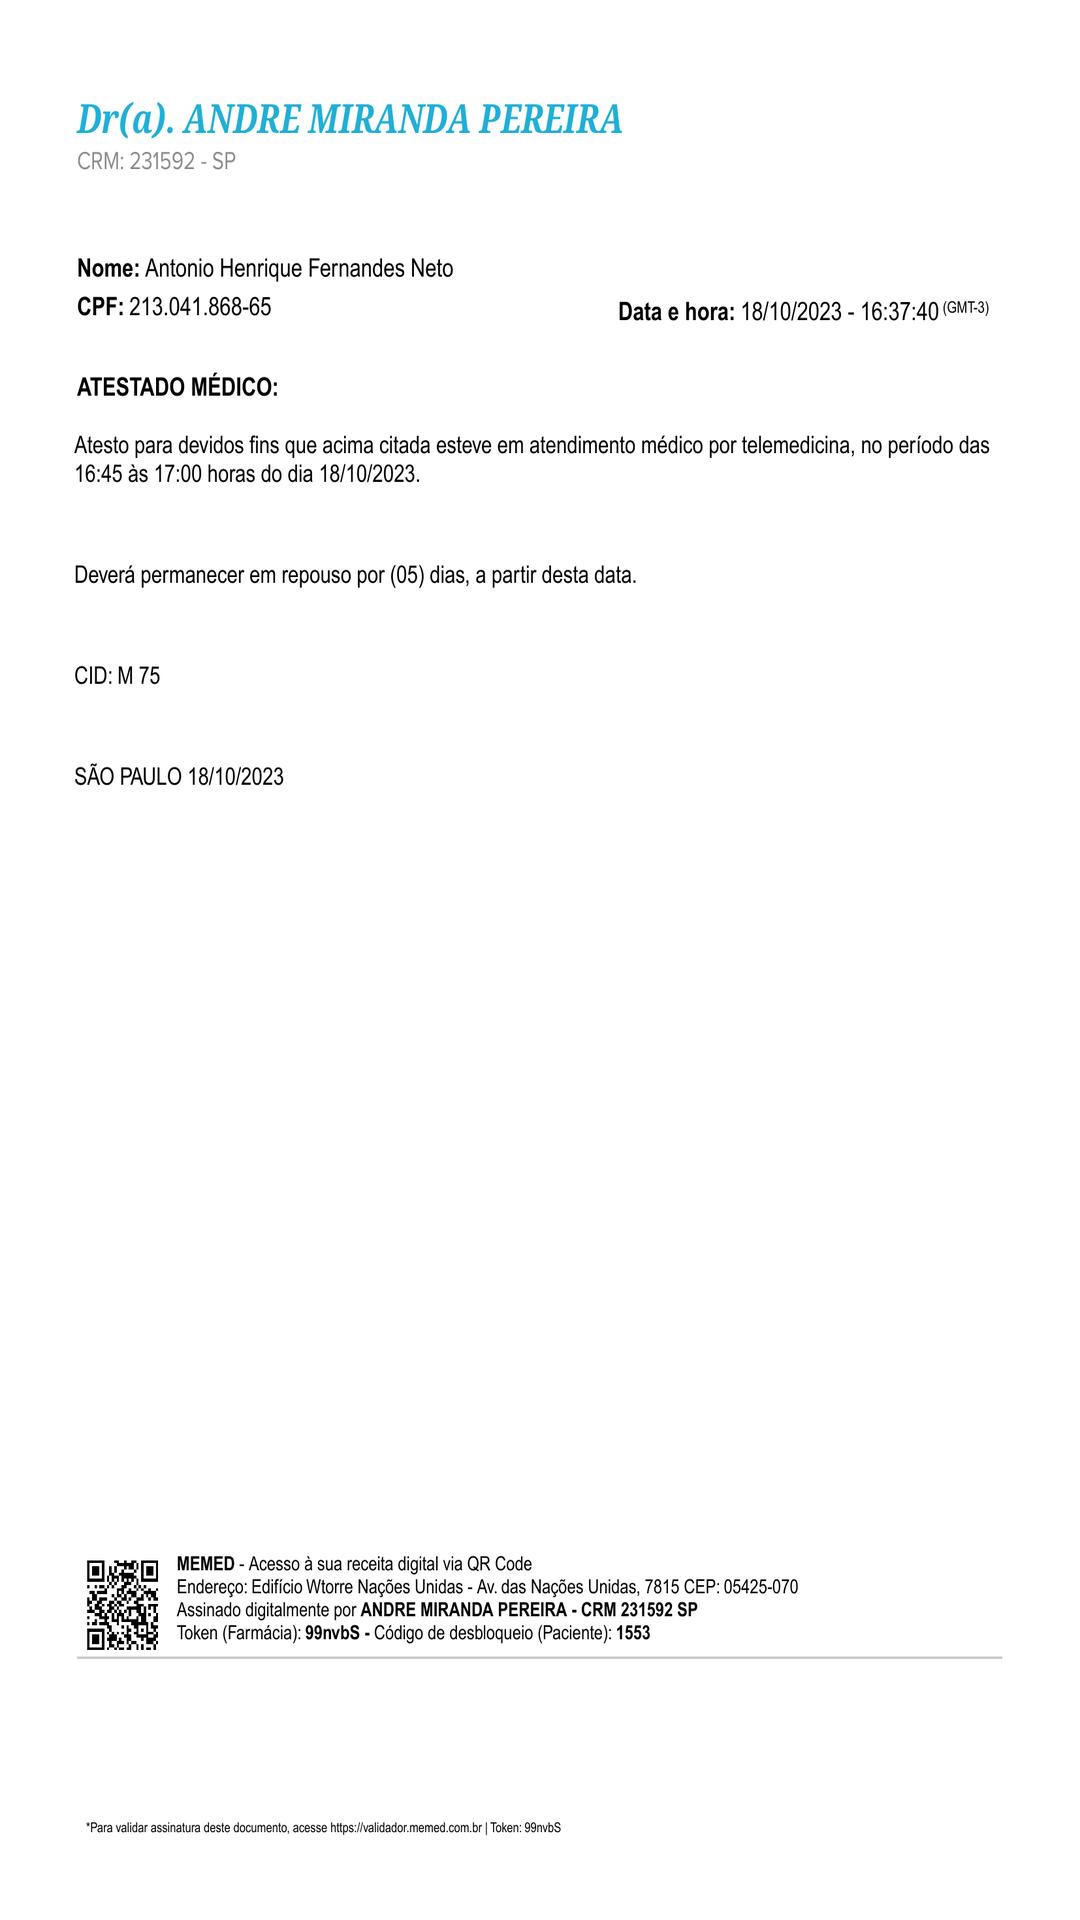 Dr(a). ANDRE MIRANDA PEREIRA
CRM: 231592 - SP
Nome: Antonio Henrique Fernandes Neto
CPF: 213.041.868-65
Data e hora: 18/10/2023 - 16:37:40 (GMT-3)
ATESTADO MÉDICO:
Atesto para devidos fins que acima citada esteve em atendimento médico por telemedicina, no período das
16:45 às 17:00 horas do dia 18/10/2023.
Deverá permanecer em repouso por (05) dias, a partir desta data.
CID: M 75
SÃO PAULO 18/10/2023
MEMED - Acesso à sua receita digital via QR Code
Endereço: Edifício Wtorre Nações Unidas - Av. das Nações Unidas, 7815 CEP: 05425-070
Assinado digitalmente por ANDRE MIRANDA PEREIRA - CRM 231592 SP
Token (Farmácia): 99nvbS - Código de desbloqueio (Paciente): 1553
*Para validar assinatura deste documento, acesse https://validador.memed.com.br | Token: 99nvbS